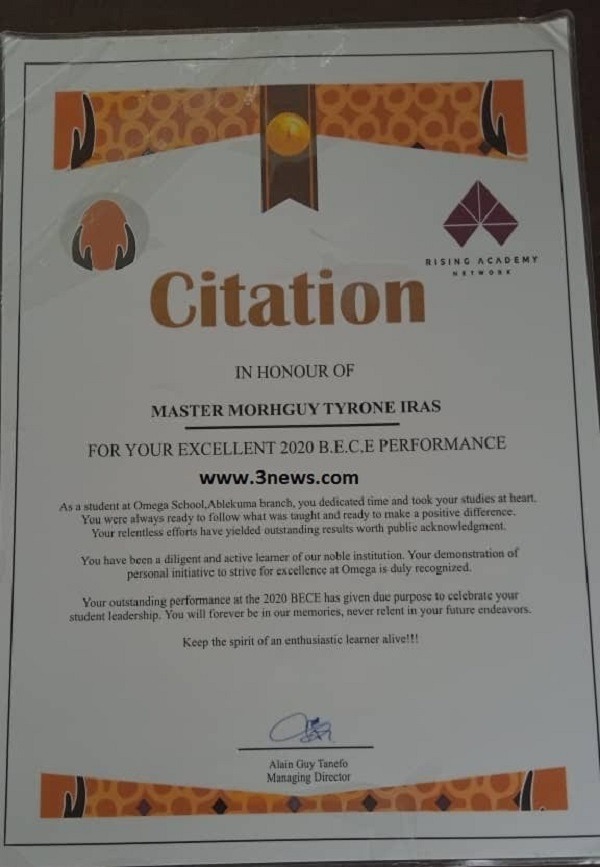 RISING ACADEMY
NETWORK
Citation
IN HONOUR OF
MASTER MORHGUY TYRONE IRAS
FOR YOUR EXCELLENT 2020 B.E.C.E PERFORMANCE
www.3news.com
As a student at Omega School,Ablekuma branch, you dedicated time and took your studies at heart.
You were always ready to follow what was taught and ready to make a positive difference.
Your relentless efforts have yielded outstanding results worth public acknowledgment.
You have been a diligent and active learner of our noble institution. Your demonstration of
personal initiative to strive for excellence at Omega is duly recognized.
Your outstanding performance at the 2020 BECE has given due purpose to celebrate your
student leadership. You will forever be in our memories, never relent in your future endeavors.
Keep the spirit of an enthusiastic learner alive!!!
Alain Guy Tanefo
Managing Director